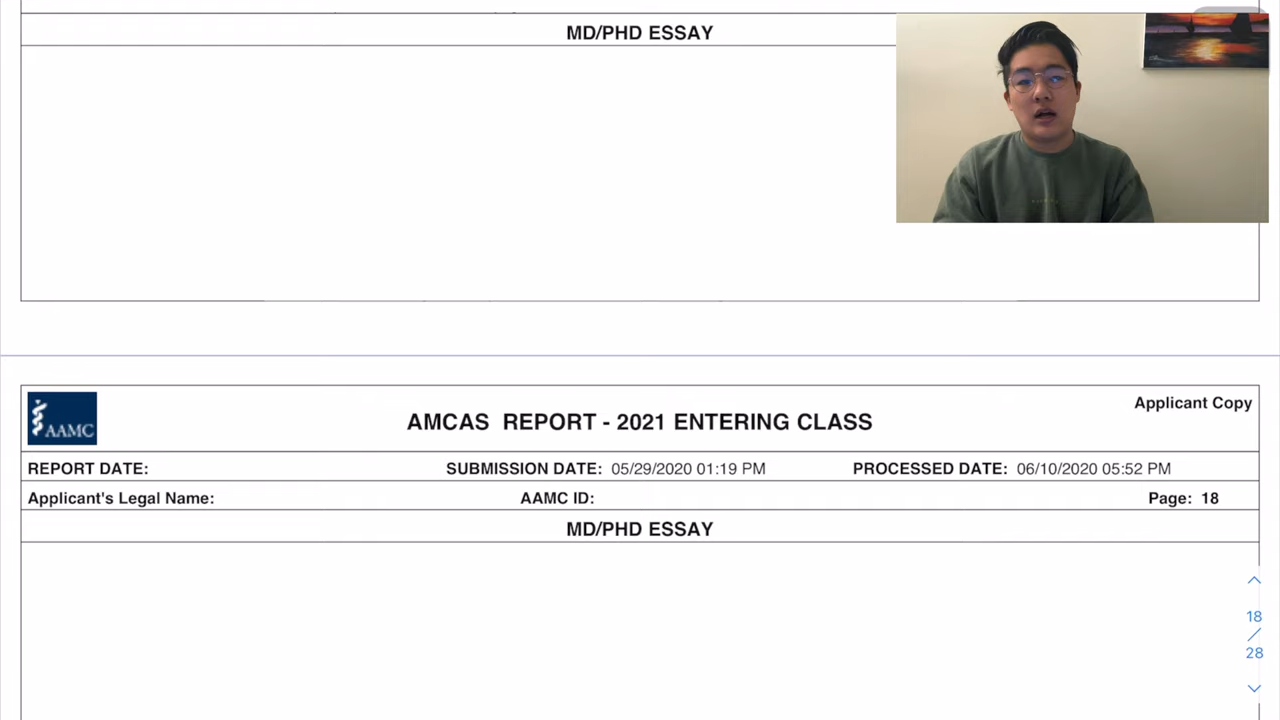 MD/PHD ESSAY
AAMC
AMCAS REPORT - 2021 ENTERING CLASS
Applicant Copy
REPORT DATE: SUBMISSION DATE: 05/29/2020 01:19 PM PROCESSED DATE: 06/10/2020 05:52 PM
Applicant's Legal Name: AAMC ID: Page: 18
MD/PHD ESSAY
18
/
28